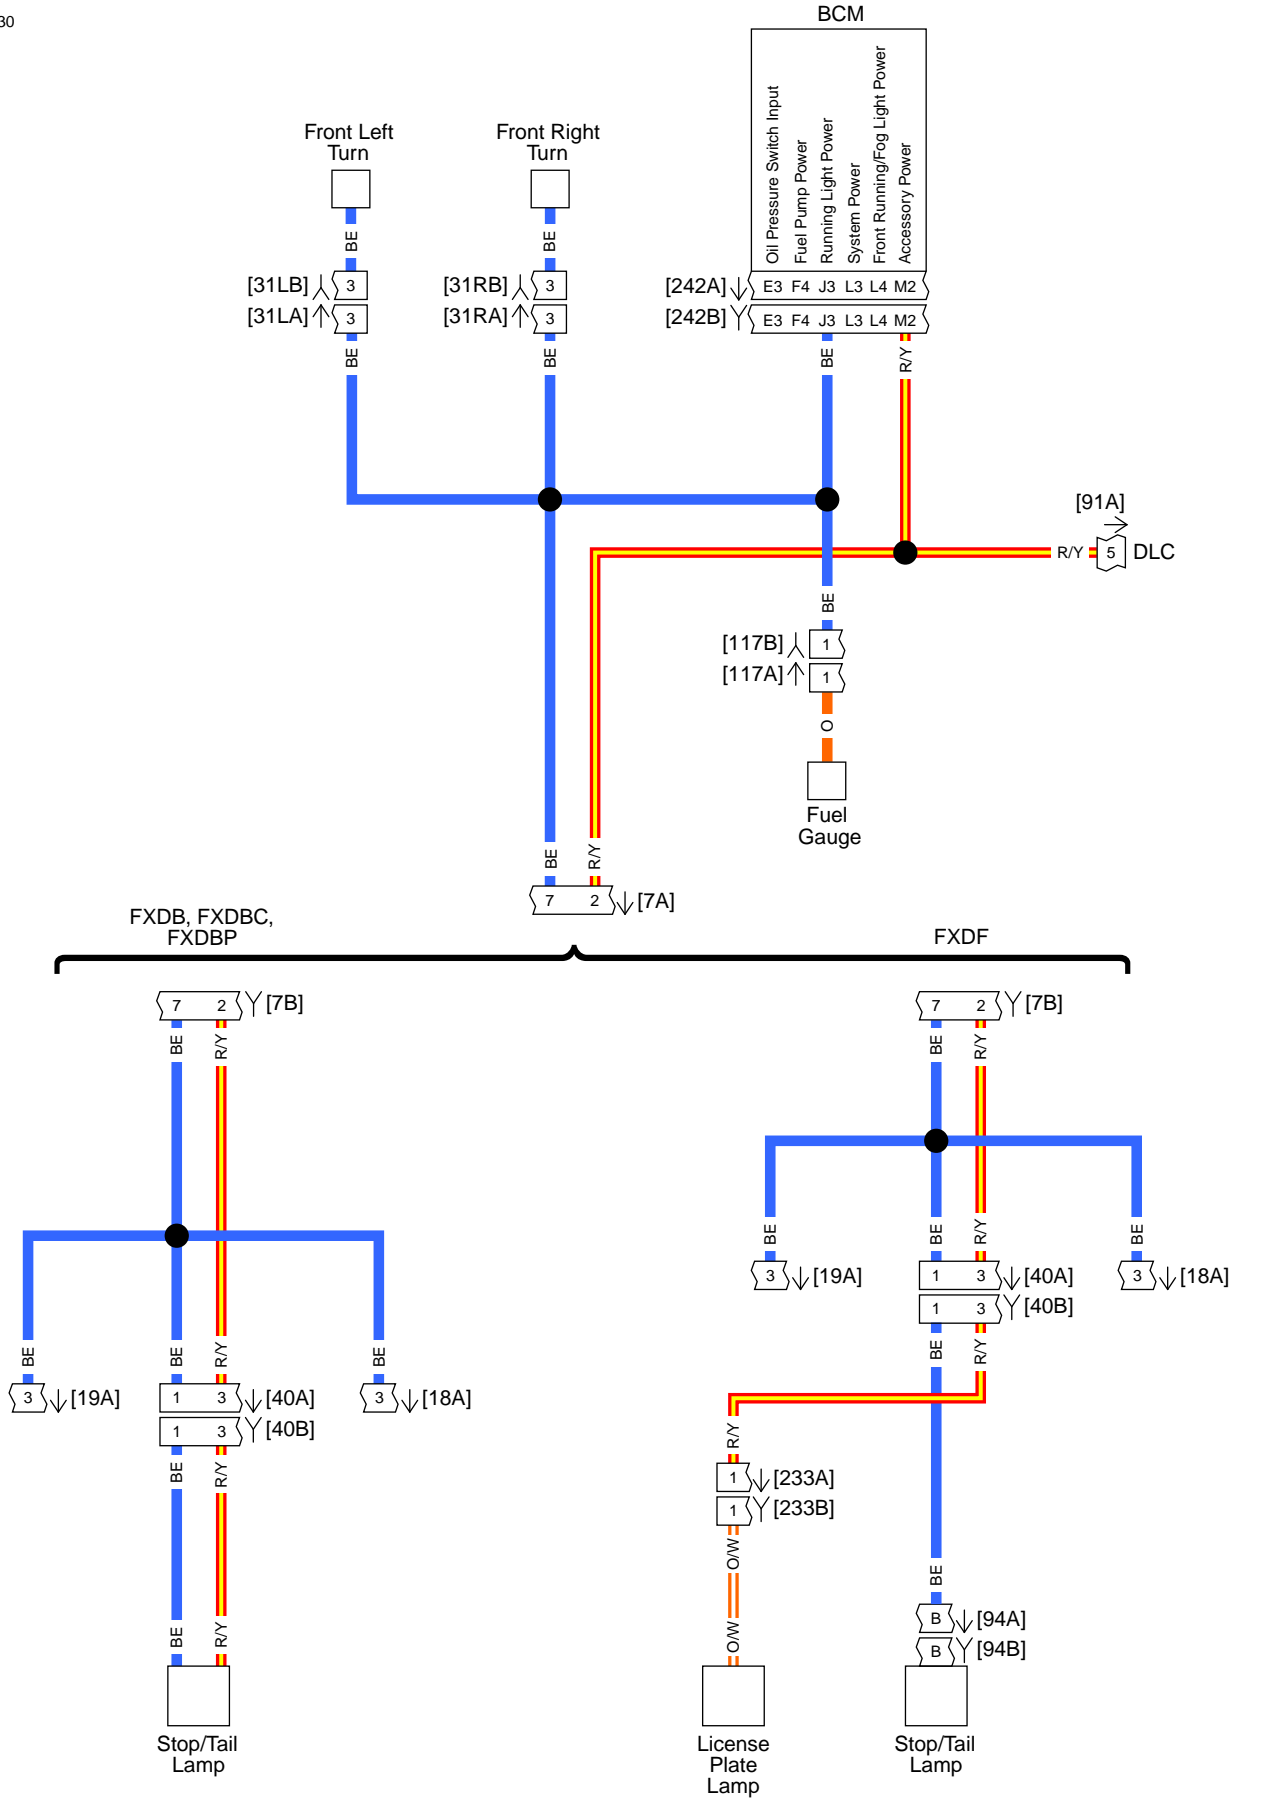 30
BCM
Oil Pressure Switch Input
Fuel Pump Power
Running Light Power
System Power
Front Running/Fog Light Power
Accessory Power
Front Left
Turn
Front Right
Turn
BE
BE
[31LB] 3
[31RB] 3
[242A] E3 F4 J3 L3 L4 M2
[31LA] 3
[31RA] 3
[242B] E3 F4 J3 L3 L4 M2
BE
BE
BE
R/Y
[91A]
R/Y 5 DLC
BE
[117B] 1
[117A] 1
O
Fuel
Gauge
BE
R/Y
7 2 [7A]
FXDB, FXDBC,
FXDBP
FXDF
7 2 [7B]
7 2 [7B]
BE
R/Y
BE
R/Y
BE
BE
R/Y
BE
3 [19A]
1 3 [40A]
3 [18A]
1 3 [40B]
BE
BE
R/Y
BE
BE
R/Y
3 [19A]
1 3 [40A]
3 [18A]
1 3 [40B]
R/Y
BE
R/Y
1 [233A]
1 [233B]
O/W
BE
BE
R/Y
O/W
B [94A]
B [94B]
Stop/Tail
Lamp
License
Plate
Lamp
Stop/Tail
Lamp